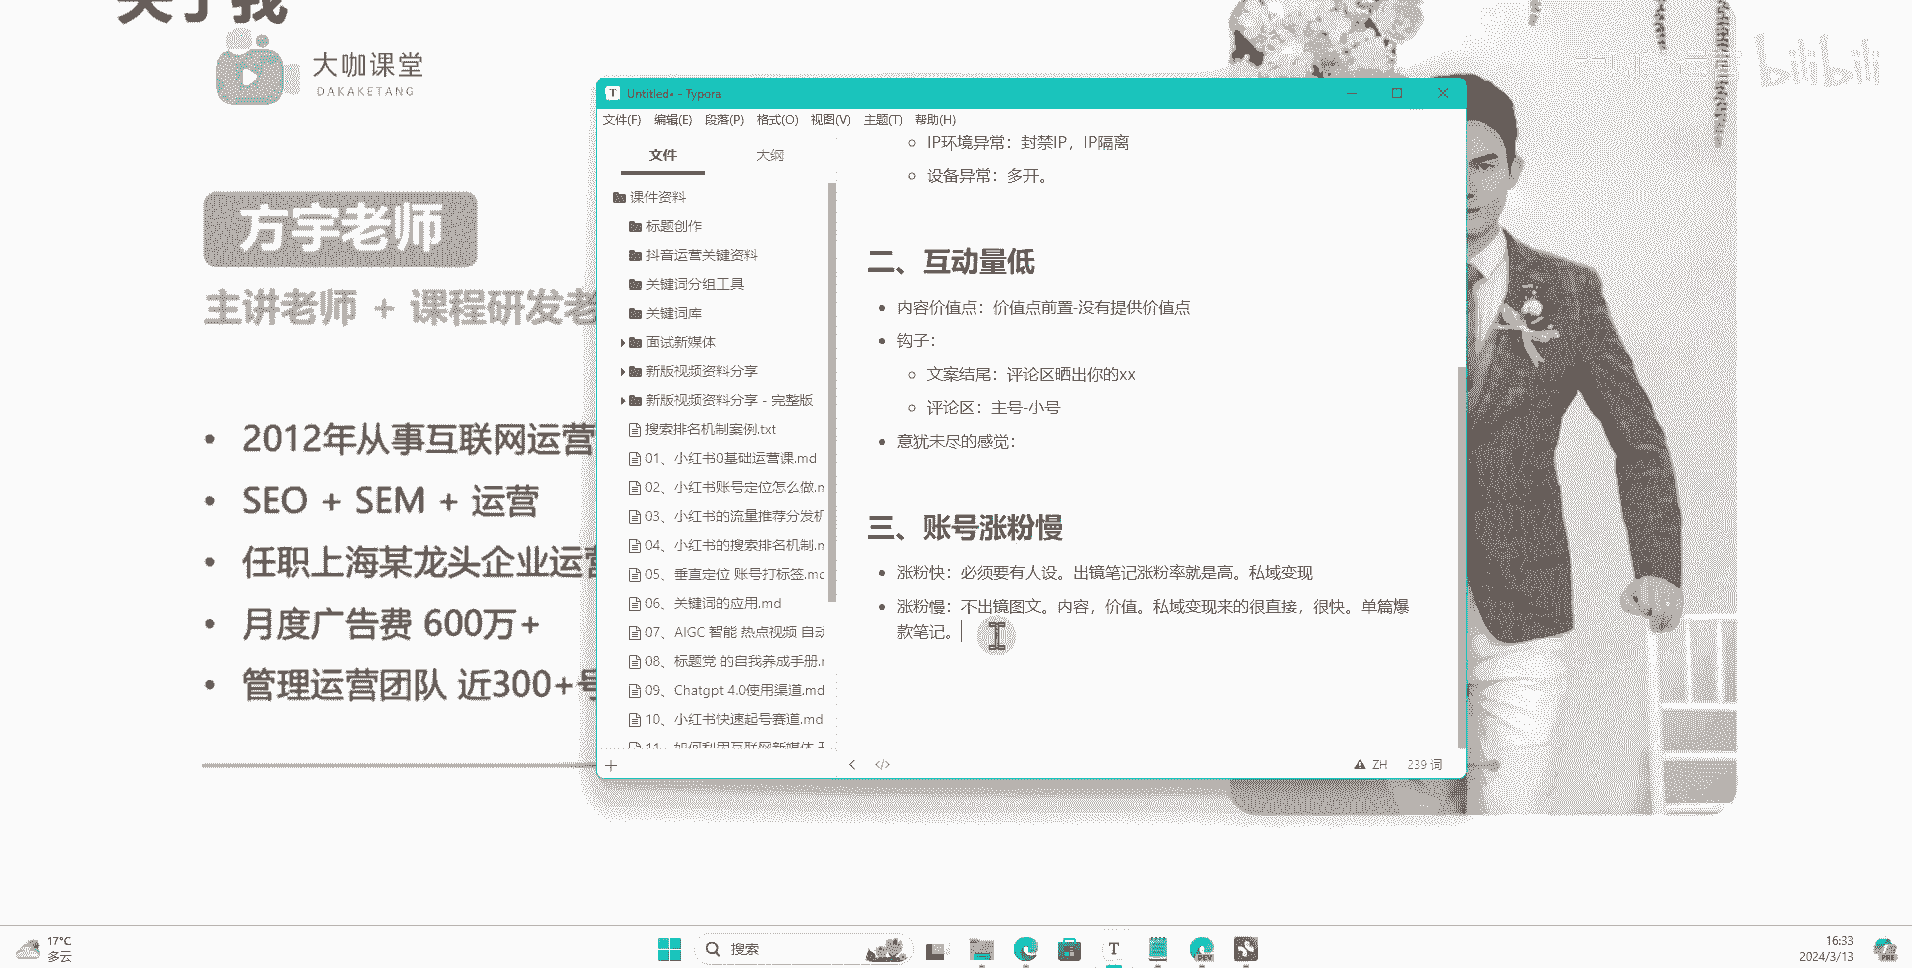 关于我
大咖课堂
DAKAKETANG
bilibili
方宇老师
主讲老师 + 课程研发老
2012年从事互联网运营
SEO + SEM + 运营
任职上海某龙头企业运营
月度广告费 600万+
管理运营团队 近300+号
Untitled• - Typora
文件(F) 编辑(E) 段落(P) 格式(O) 视图(V) 主题(T) 帮助(H)
文件 大纲
课件资料
标题创作
抖音运营关键资料
关键词分组工具
关键词库
面试新媒体
新版视频资料分享
新版视频资料分享 - 完整版
搜索排名机制案例.txt
01、小红书0基础运营课.md
02、小红书账号定位怎么做.m
03、小红书的流量推荐分发机
04、小红书的搜索排名机制.m
05、垂直定位 账号打标签.mc
06、关键词的应用.md
07、AIGC 智能 热点视频 自动
08、标题党 的自我养成手册.m
09、Chatgpt 4.0使用渠道.md
10、小红书快速起号赛道.md
11、如何利用互联网新媒体
IP环境异常：封禁IP，IP隔离
设备异常：多开。
二、互动量低
内容价值点：价值点前置-没有提供价值点
钩子：
文案结尾：评论区晒出你的xx
评论区：主号-小号
意犹未尽的感觉：
三、账号涨粉慢
涨粉快：必须要有人设。出镜笔记涨粉率就是高。私域变现
涨粉慢：不出镜图文。内容，价值。私域变现来的很直接，很快。单篇爆
款笔记。
ZH 239 词
17°C
多云
搜索
16:33
2024/3/13